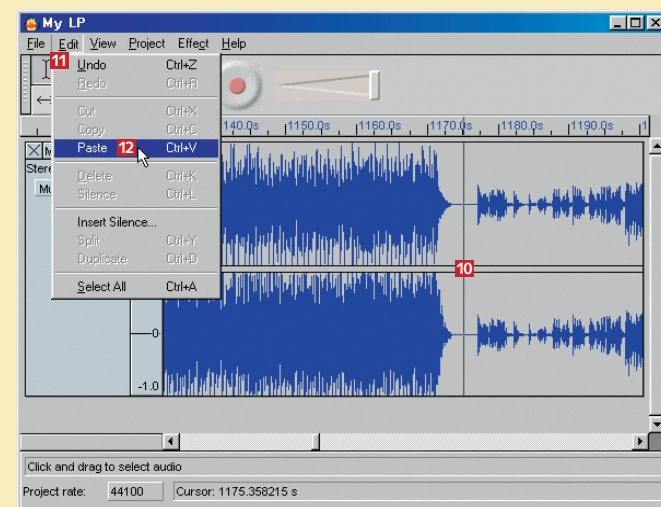 My LP
File Edit View Project Effect Help
11
Undo Ctrl+Z
Redo Ctrl+R
Cut Ctrl+X
Copy Ctrl+C
Paste 12 Ctrl+V
Delete Ctrl+K
Silence Ctrl+L
Insert Silence...
Split Ctrl+Y
Duplicate Ctrl+D
Select All Ctrl+A
1140.0s 1150.0s 1160.0s 1170.0s 1180.0s 1190.0s
10
0
-1.0
Click and drag to select audio
Project rate: 44100 Cursor: 1175.358215 s